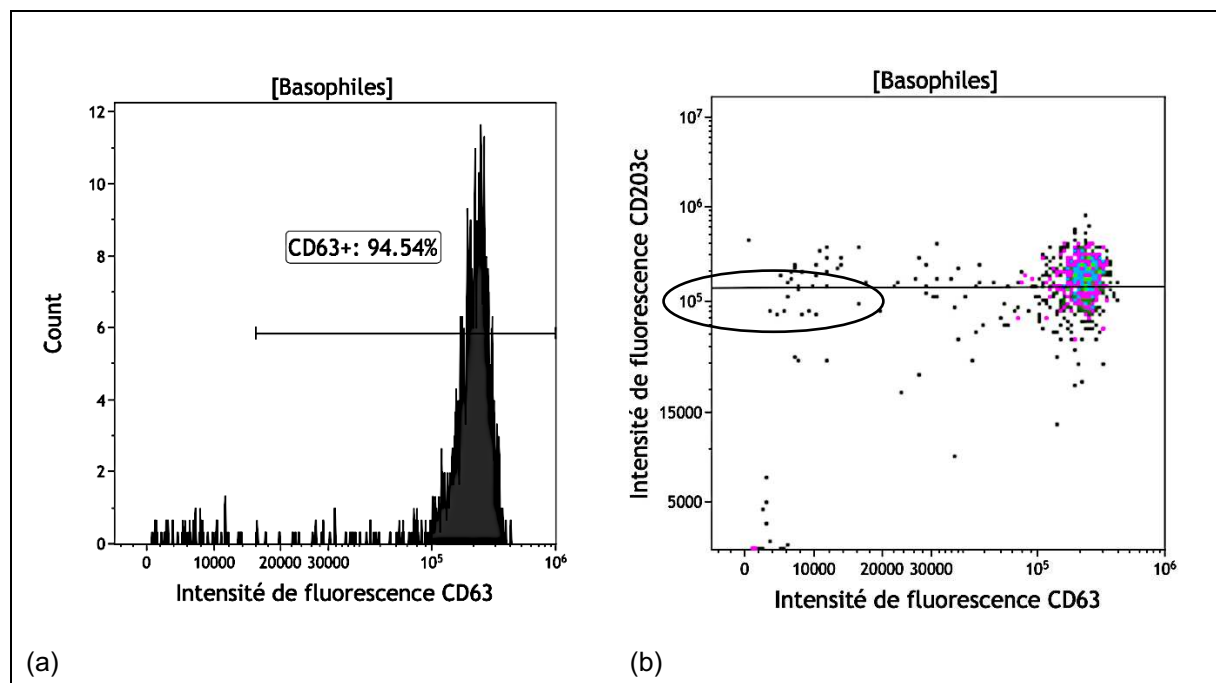 [Basophiles]
12
10
8
6
4
2
0
CD63+: 94.54%
Count
0 10000 20000 30000 10⁵ 10⁶
Intensité de fluorescence CD63
(a)
[Basophiles]
10⁷
10⁶
10⁵
15000
5000
Intensité de fluorescence CD203c
0 10000 20000 30000 10⁵ 10⁶
Intensité de fluorescence CD63
(b)